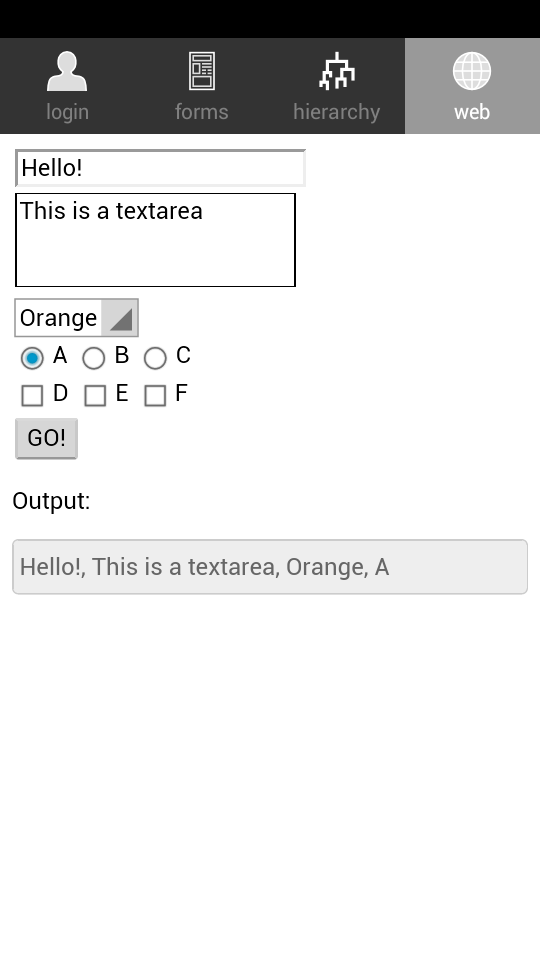 login forms hierarchy web
Hello!
This is a textarea
Orange
A B C
D E F
GO!
Output:
Hello!, This is a textarea, Orange, A